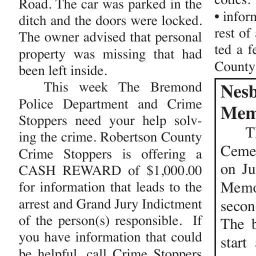 Road. The car was parked in the
ditch and the doors were locked.
The owner advised that personal
property was missing that had
been left inside.
This week The Bremond
Police Department and Crime
Stoppers need your help solv-
ing the crime. Robertson County
Crime Stoppers is offering a
CASH REWARD of $1,000.00
for information that leads to the
arrest and Grand Jury Indictment
of the person(s) responsible. If
you have information that could
be helpful, call Crime Stoppers
• inform
rest of
ted a fe
County
Nesb
Mem
T
Ceme
on Ju
Memo
secon
The b
start